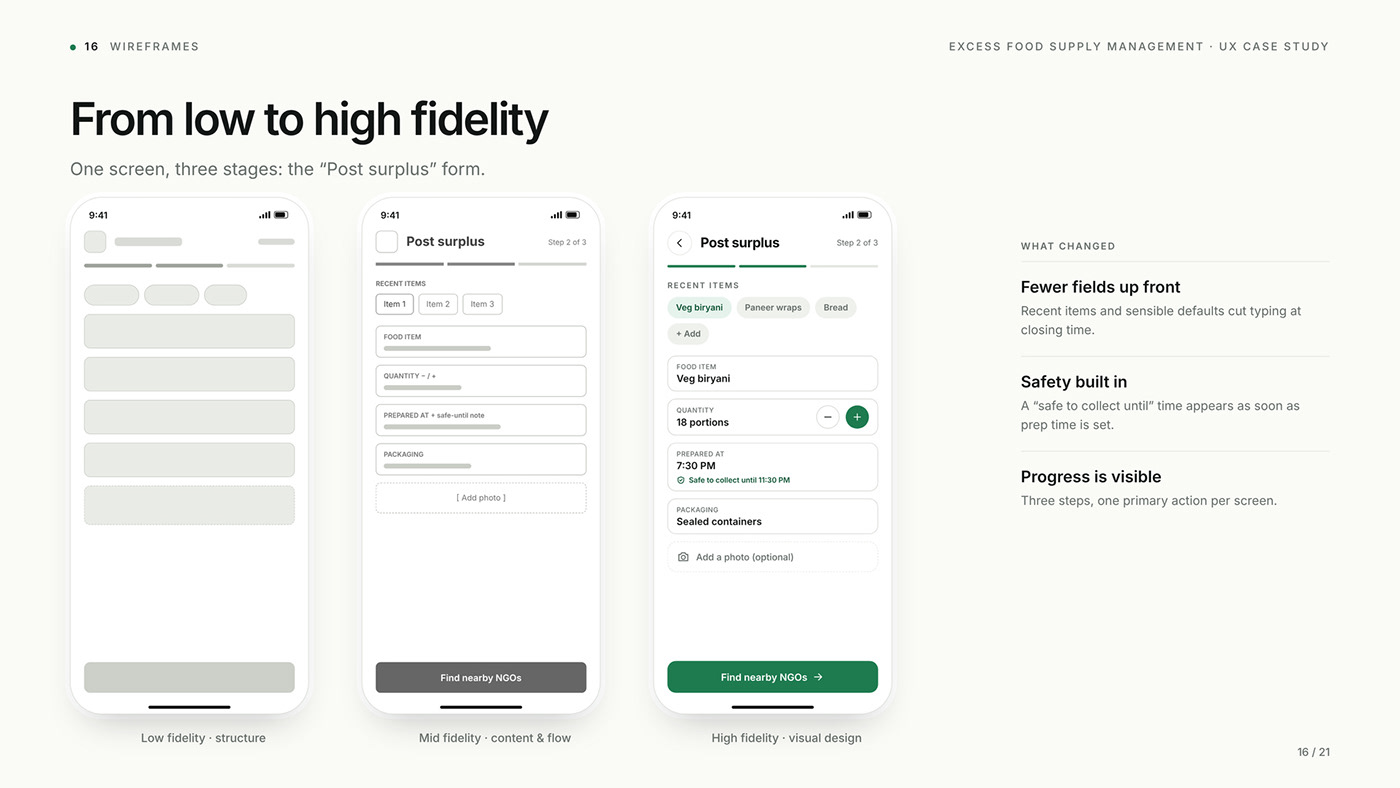 16 WIREFRAMES
EXCESS FOOD SUPPLY MANAGEMENT · UX CASE STUDY
From low to high fidelity
One screen, three stages: the “Post surplus” form.
9:41
Low fidelity · structure
9:41
Post surplus
Step 2 of 3
RECENT ITEMS
Item 1
Item 2
Item 3
FOOD ITEM
QUANTITY − / +
PREPARED AT + safe-until note
PACKAGING
[ Add photo ]
Find nearby NGOs
Mid fidelity · content & flow
9:41
Post surplus
Step 2 of 3
RECENT ITEMS
Veg biryani
Paneer wraps
Bread
+ Add
FOOD ITEM
Veg biryani
QUANTITY
18 portions
− +
PREPARED AT
7:30 PM
Safe to collect until 11:30 PM
PACKAGING
Sealed containers
Add a photo (optional)
Find nearby NGOs →
High fidelity · visual design
WHAT CHANGED
Fewer fields up front
Recent items and sensible defaults cut typing at
closing time.
Safety built in
A “safe to collect until” time appears as soon as
prep time is set.
Progress is visible
Three steps, one primary action per screen.
16 / 21